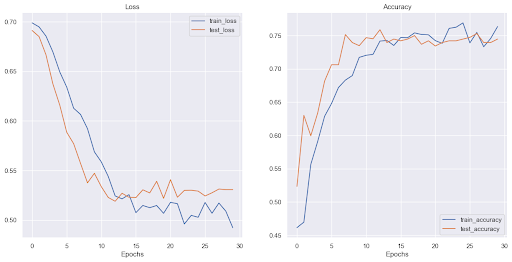 Loss
0.70
0.65
0.60
0.55
0.50
train_loss
test_loss
0 5 10 15 20 25 30
Epochs
Accuracy
0.75
0.70
0.65
0.60
0.55
0.50
0.45
train_accuracy
test_accuracy
0 5 10 15 20 25 30
Epochs